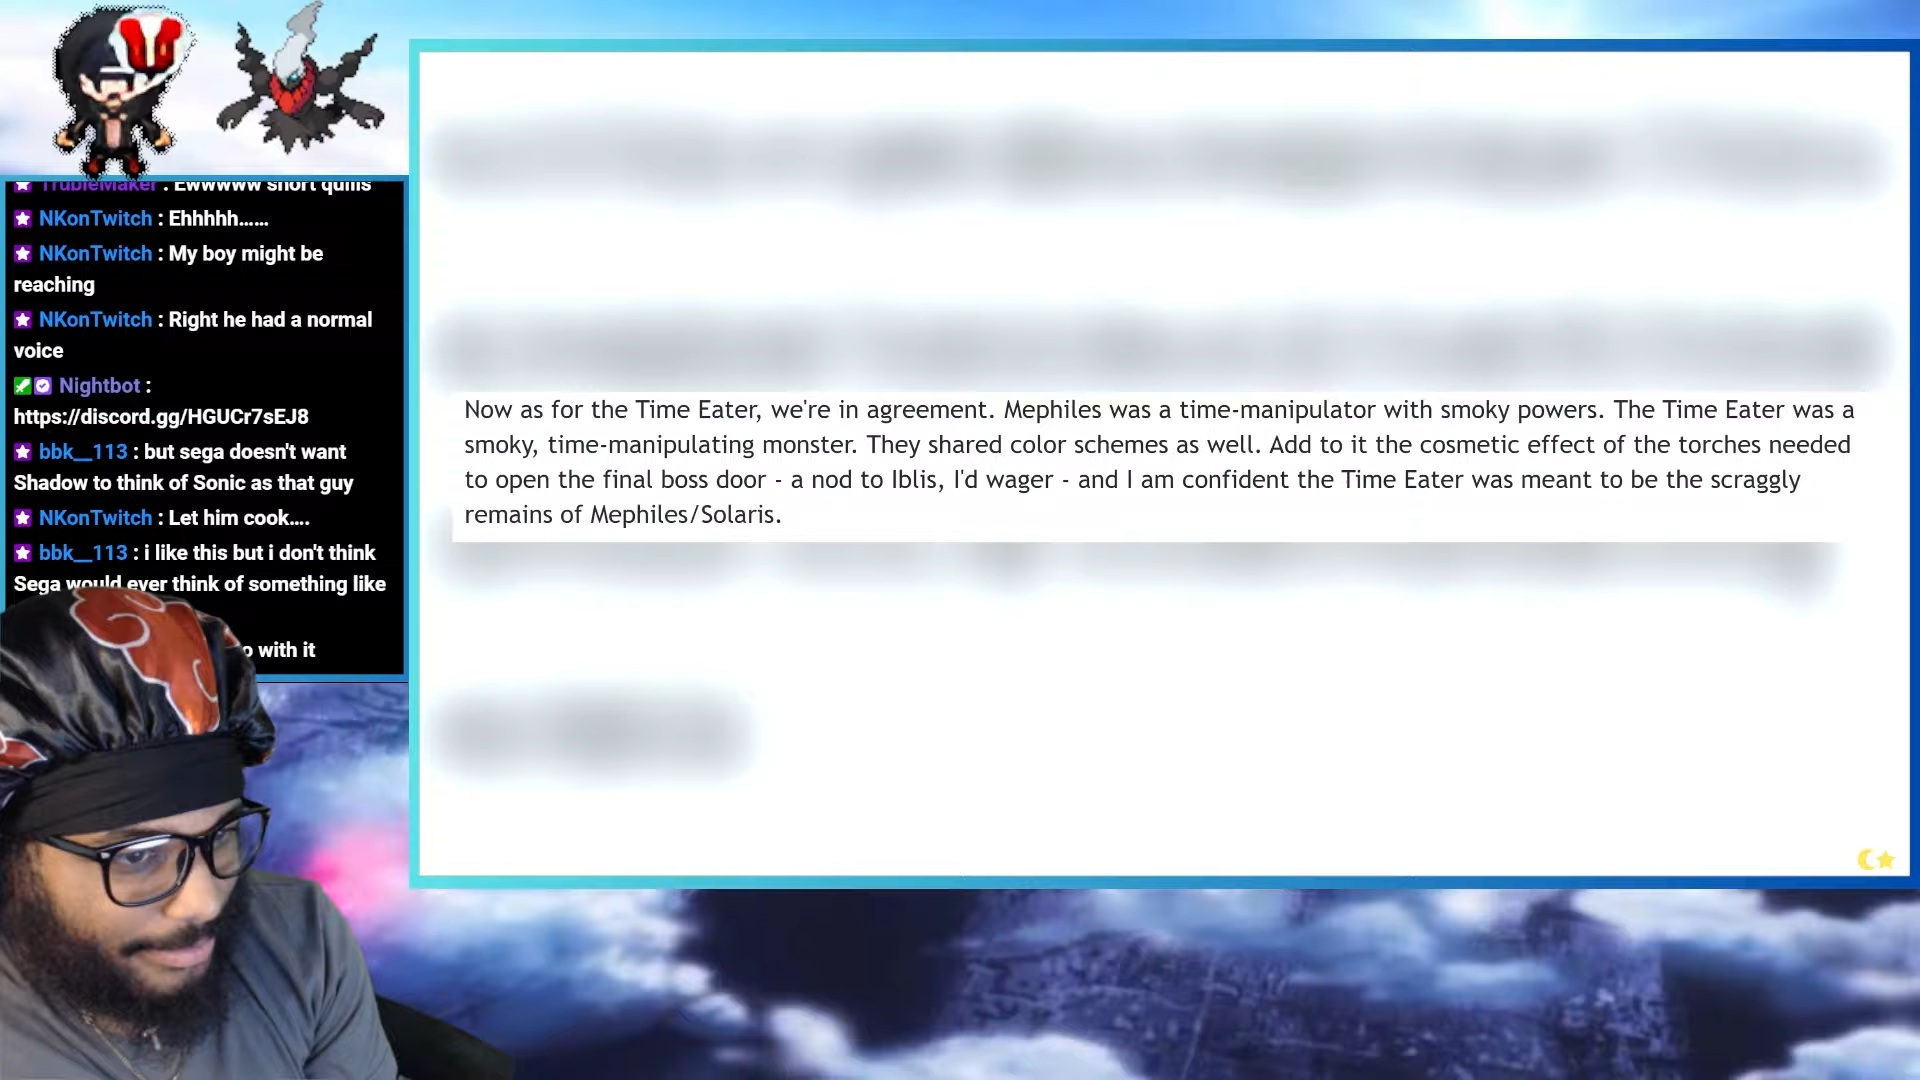 TrubleMaker : Ewwwww short quills
NKonTwitch : Ehhhhh......
NKonTwitch : My boy might be
reaching
NKonTwitch : Right he had a normal
voice
Nightbot :
https://discord.gg/HGUCr7sEJ8
bbk__113 : but sega doesn't want
Shadow to think of Sonic as that guy
NKonTwitch : Let him cook....
bbk__113 : i like this but i don't think
Sega would ever think of something like
with it
Now as for the Time Eater, we're in agreement. Mephiles was a time-manipulator with smoky powers. The Time Eater was a
smoky, time-manipulating monster. They shared color schemes as well. Add to it the cosmetic effect of the torches needed
to open the final boss door - a nod to Iblis, I'd wager - and I am confident the Time Eater was meant to be the scraggly
remains of Mephiles/Solaris.